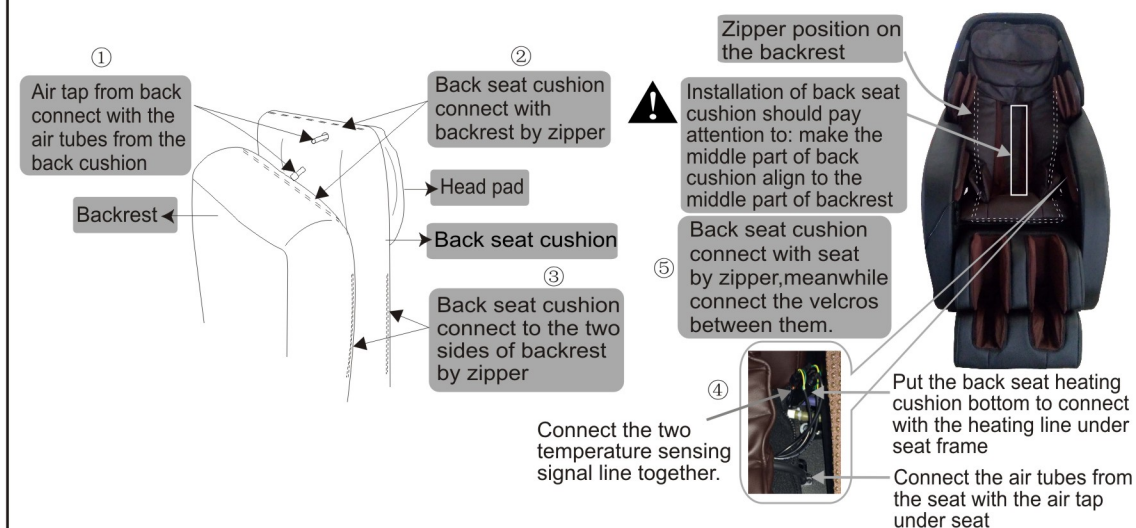 ①
Air tap from back
connect with the
air tubes from the
back cushion
②
Back seat cushion
connect with
backrest by zipper
Backrest
Head pad
Back seat cushion
③
Back seat cushion
connect to the two
sides of backrest
by zipper
Zipper position on
the backrest
!
Installation of back seat
cushion should pay
attention to: make the
middle part of back
cushion align to the
middle part of backrest
⑤
Back seat cushion
connect with seat
by zipper,meanwhile
connect the velcros
between them.
④
Connect the two
temperature sensing
signal line together.
Put the back seat heating
cushion bottom to connect
with the heating line under
seat frame
Connect the air tubes from
the seat with the air tap
under seat